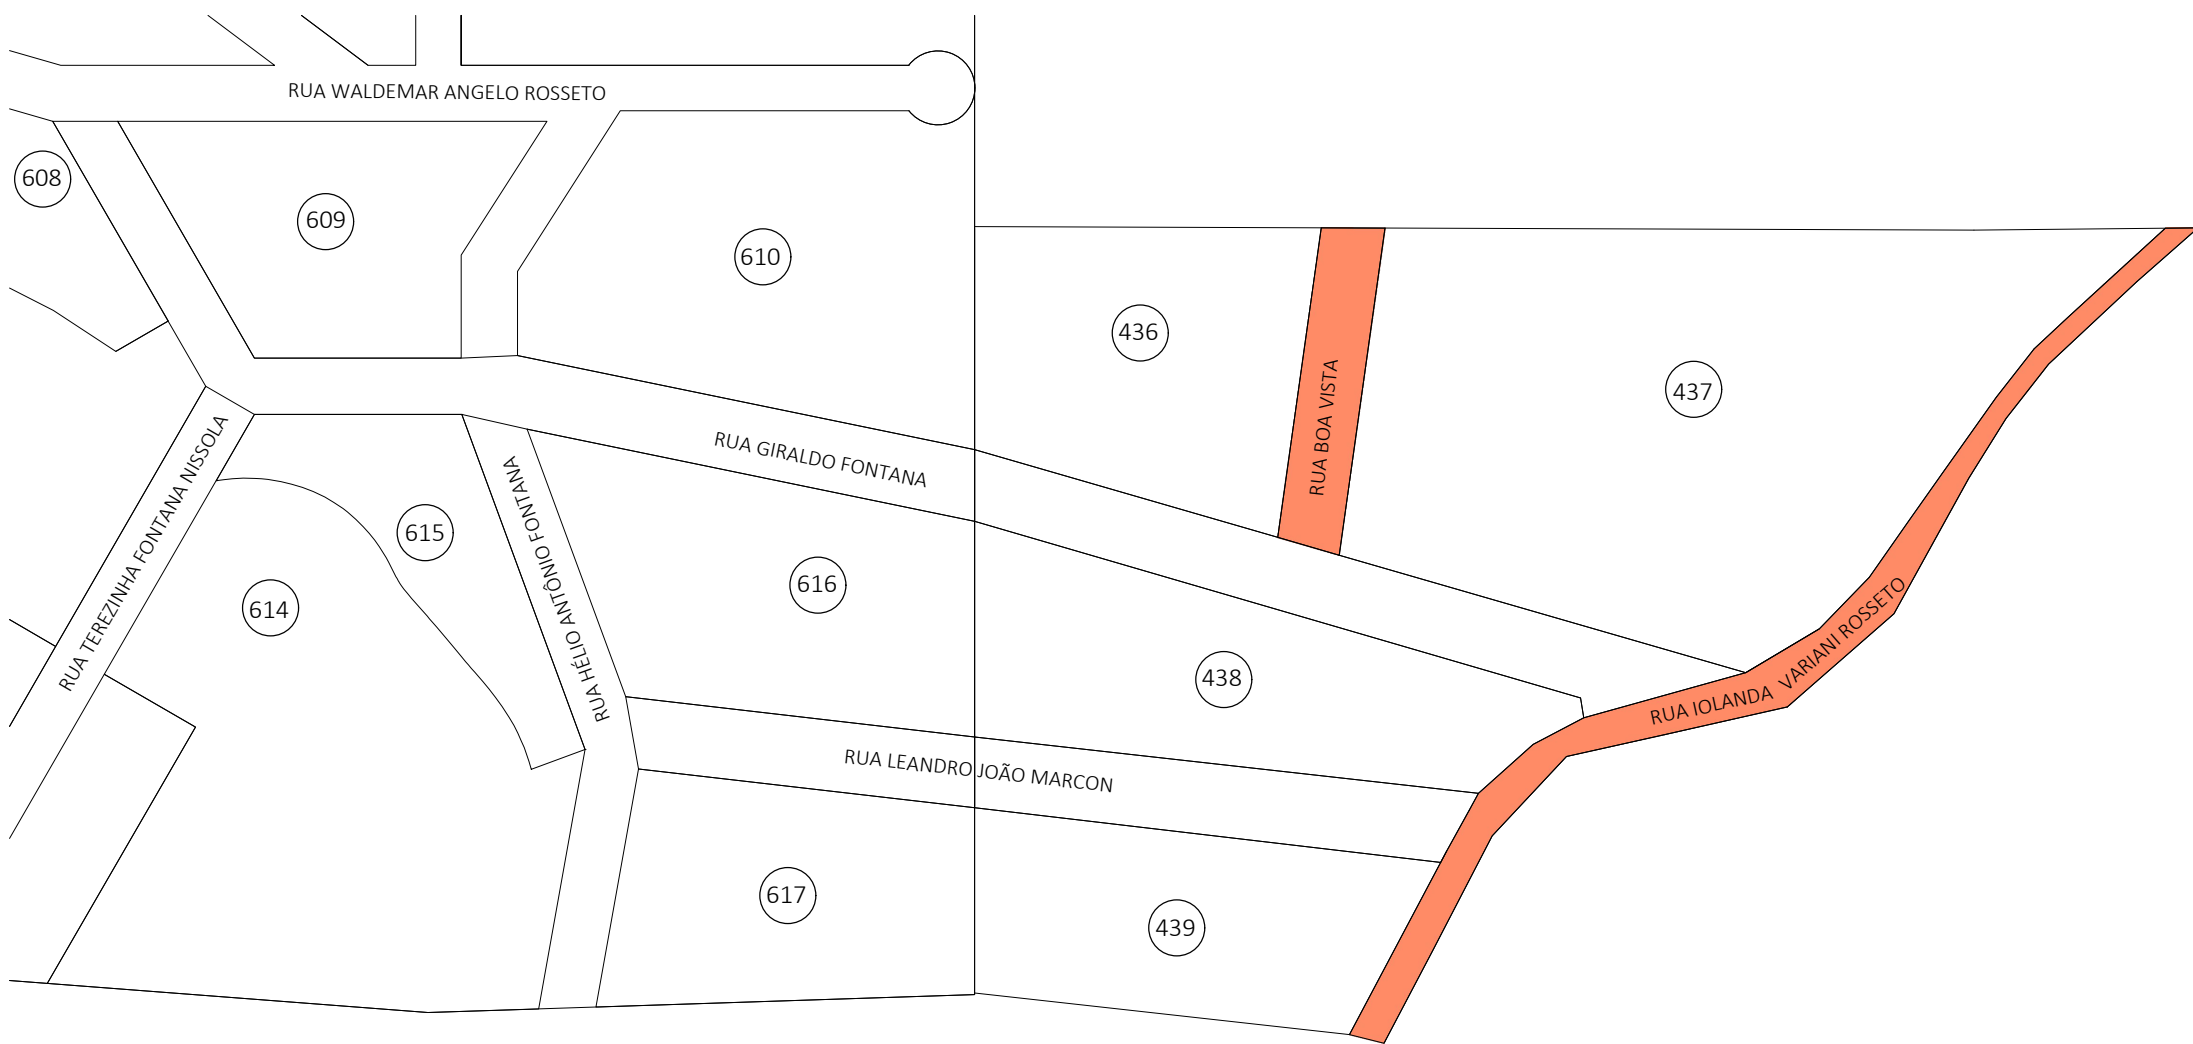 RUA WALDEMAR ANGELO ROSSETO
608
609
610
436
437
RUA BOA VISTA
RUA GIRALDO FONTANA
RUA TEREZINHA FONTANA NISSOLA
615
RUA HÉLIO ANTÔNIO FONTANA
616
614
438
RUA IOLANDA VARIANI ROSSETO
RUA LEANDRO JOÃO MARCON
617
439